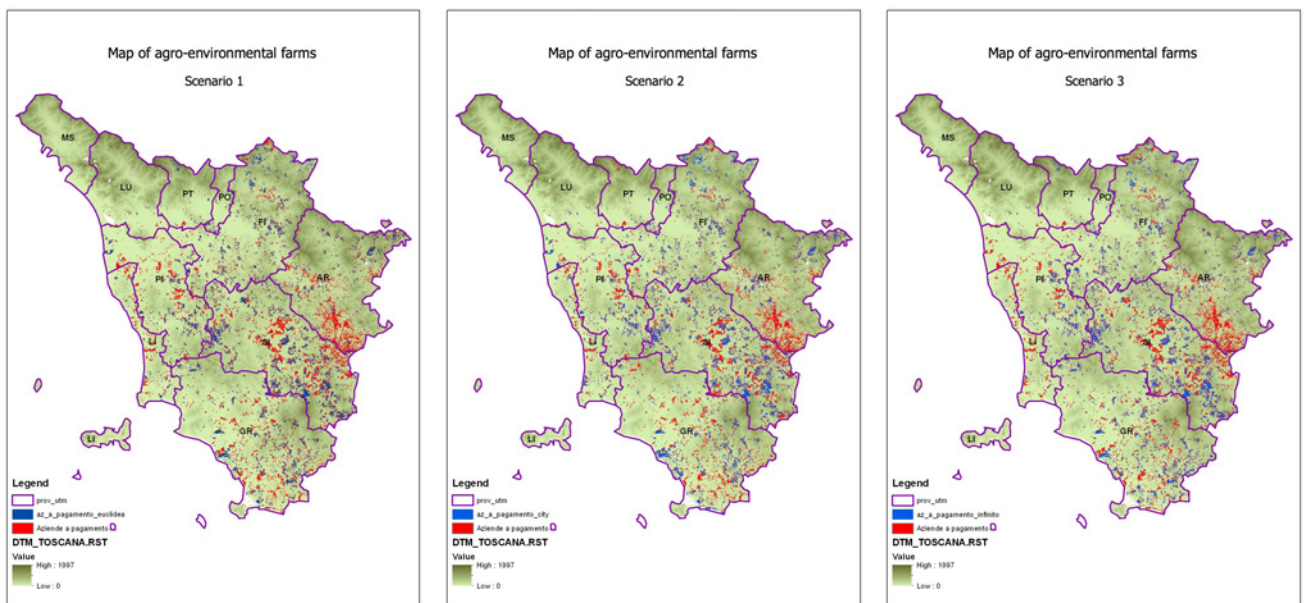 Map of agro-environmental farms
Scenario 1
MS
LU
PT
PO
FI
AR
PI
LI
SI
GR
LI
Legend
prov_utm
az_a_pagamento_euclidea
Aziende a pagamento
DTM_TOSCANA.RST
Value
High : 1997
Low : 0
Map of agro-environmental farms
Scenario 2
MS
LU
PT
PO
FI
AR
PI
LI
SI
GR
LI
Legend
prov_utm
az_a_pagamento_city
Aziende a pagamento
DTM_TOSCANA.RST
Value
High : 1997
Low : 0
Map of agro-environmental farms
Scenario 3
MS
LU
PT
PO
FI
AR
PI
LI
GR
LI
Legend
prov_utm
az_a_pagamento_infinito
Aziende a pagamento
DTM_TOSCANA.RST
Value
High : 1997
Low : 0